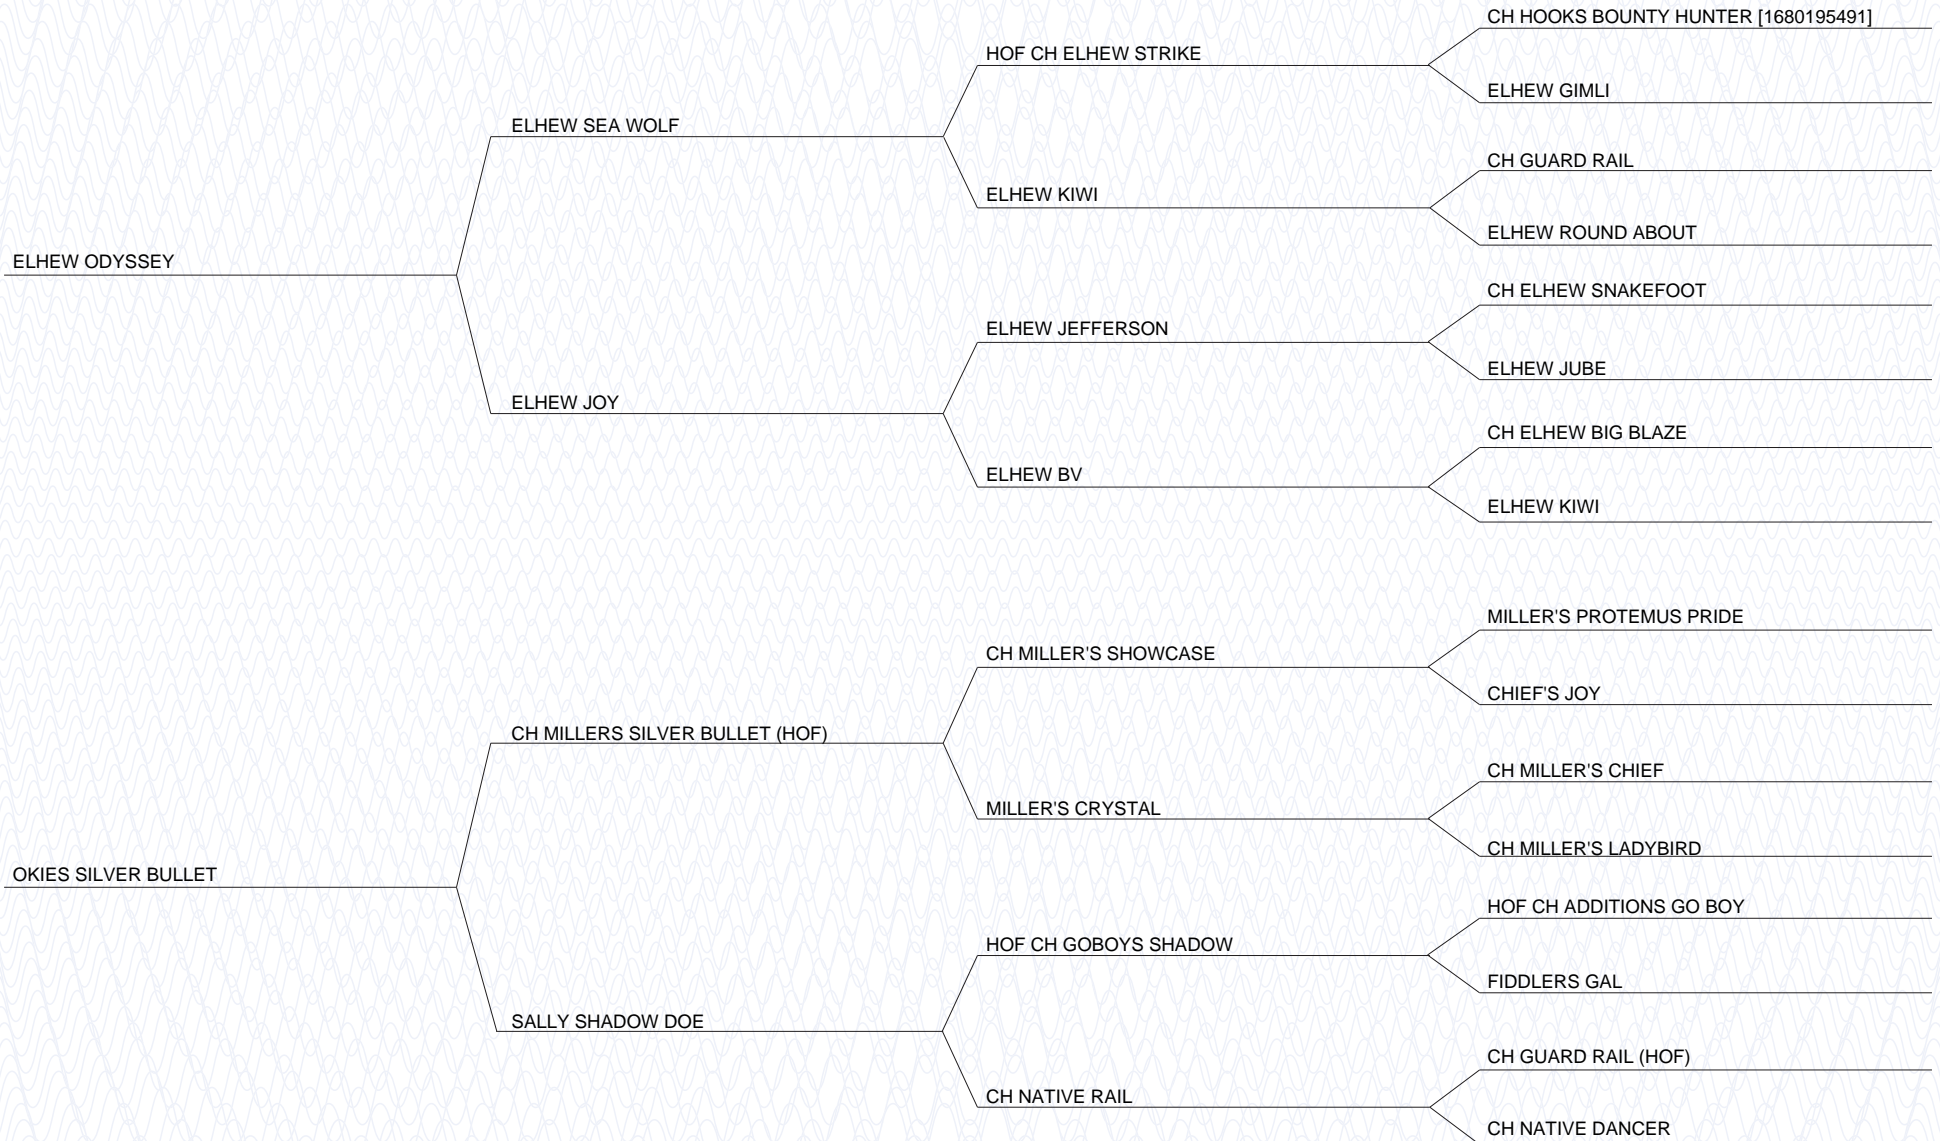 CH HOOKS BOUNTY HUNTER [1680195491]
HOF CH ELHEW STRIKE
ELHEW GIMLI
ELHEW SEA WOLF
CH GUARD RAIL
ELHEW KIWI
ELHEW ROUND ABOUT
ELHEW ODYSSEY
CH ELHEW SNAKEFOOT
ELHEW JEFFERSON
ELHEW JUBE
ELHEW JOY
CH ELHEW BIG BLAZE
ELHEW BV
ELHEW KIWI
MILLER'S PROTEMUS PRIDE
CH MILLER'S SHOWCASE
CHIEF'S JOY
CH MILLERS SILVER BULLET (HOF)
CH MILLER'S CHIEF
MILLER'S CRYSTAL
CH MILLER'S LADYBIRD
OKIES SILVER BULLET
HOF CH ADDITIONS GO BOY
HOF CH GOBOYS SHADOW
FIDDLERS GAL
SALLY SHADOW DOE
CH GUARD RAIL (HOF)
CH NATIVE RAIL
CH NATIVE DANCER